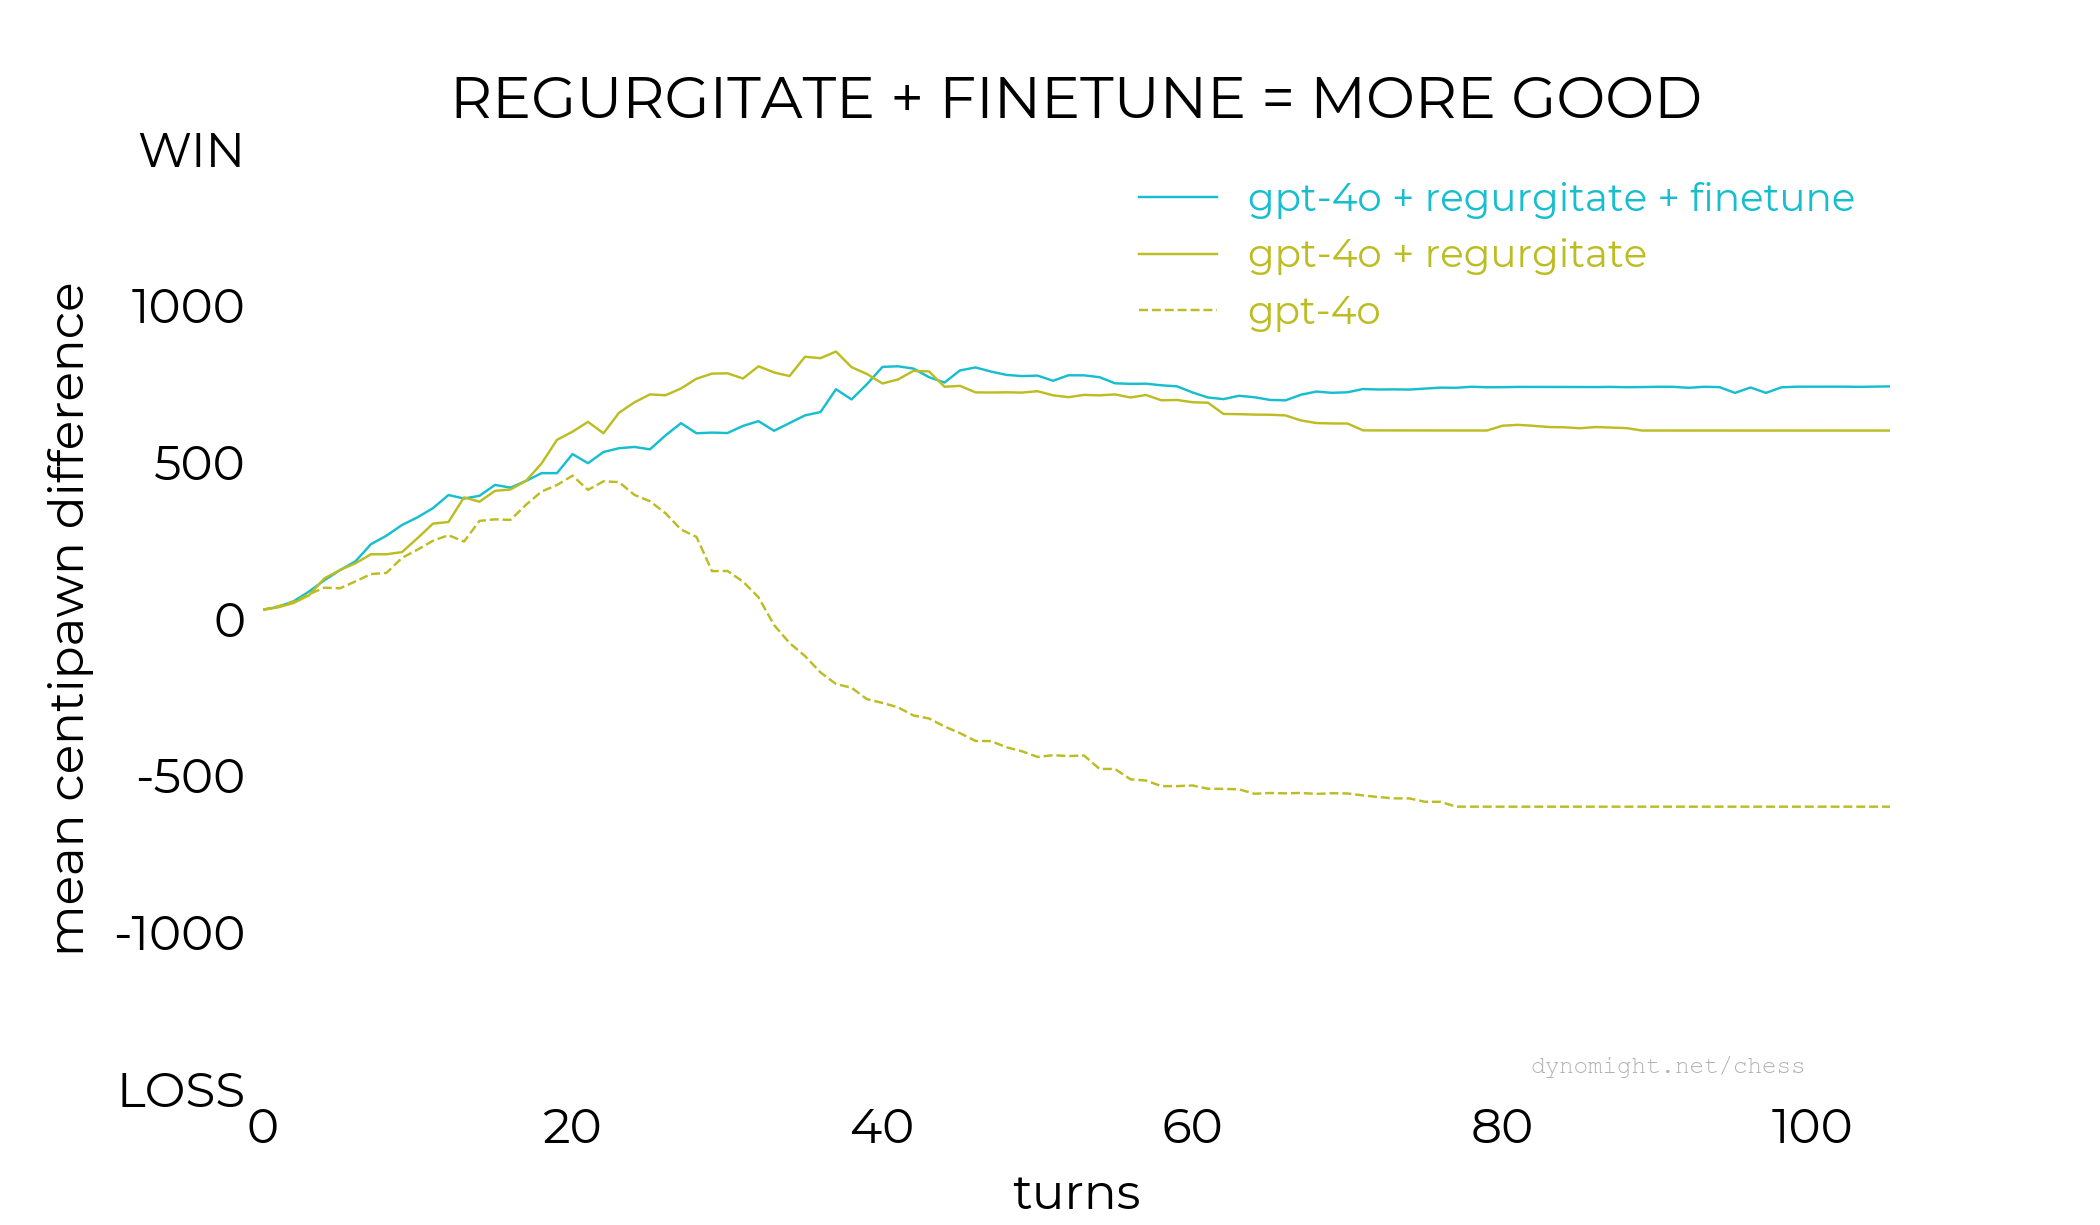 REGURGITATE + FINETUNE = MORE GOOD
WIN
gpt-4o + regurgitate + finetune
gpt-4o + regurgitate
gpt-4o
1000
500
0
-500
-1000
LOSS
mean centipawn difference
dynomight.net/chess
0 20 40 60 80 100
turns